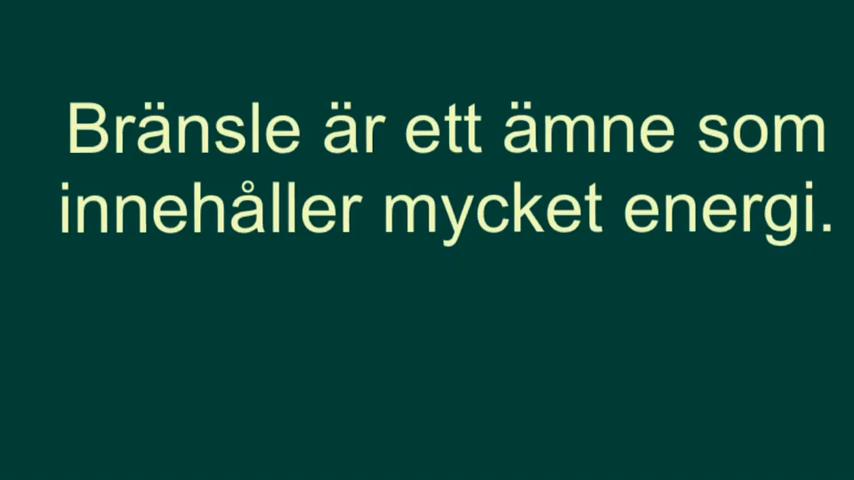 Bränsle är ett ämne som
innehåller mycket energi.